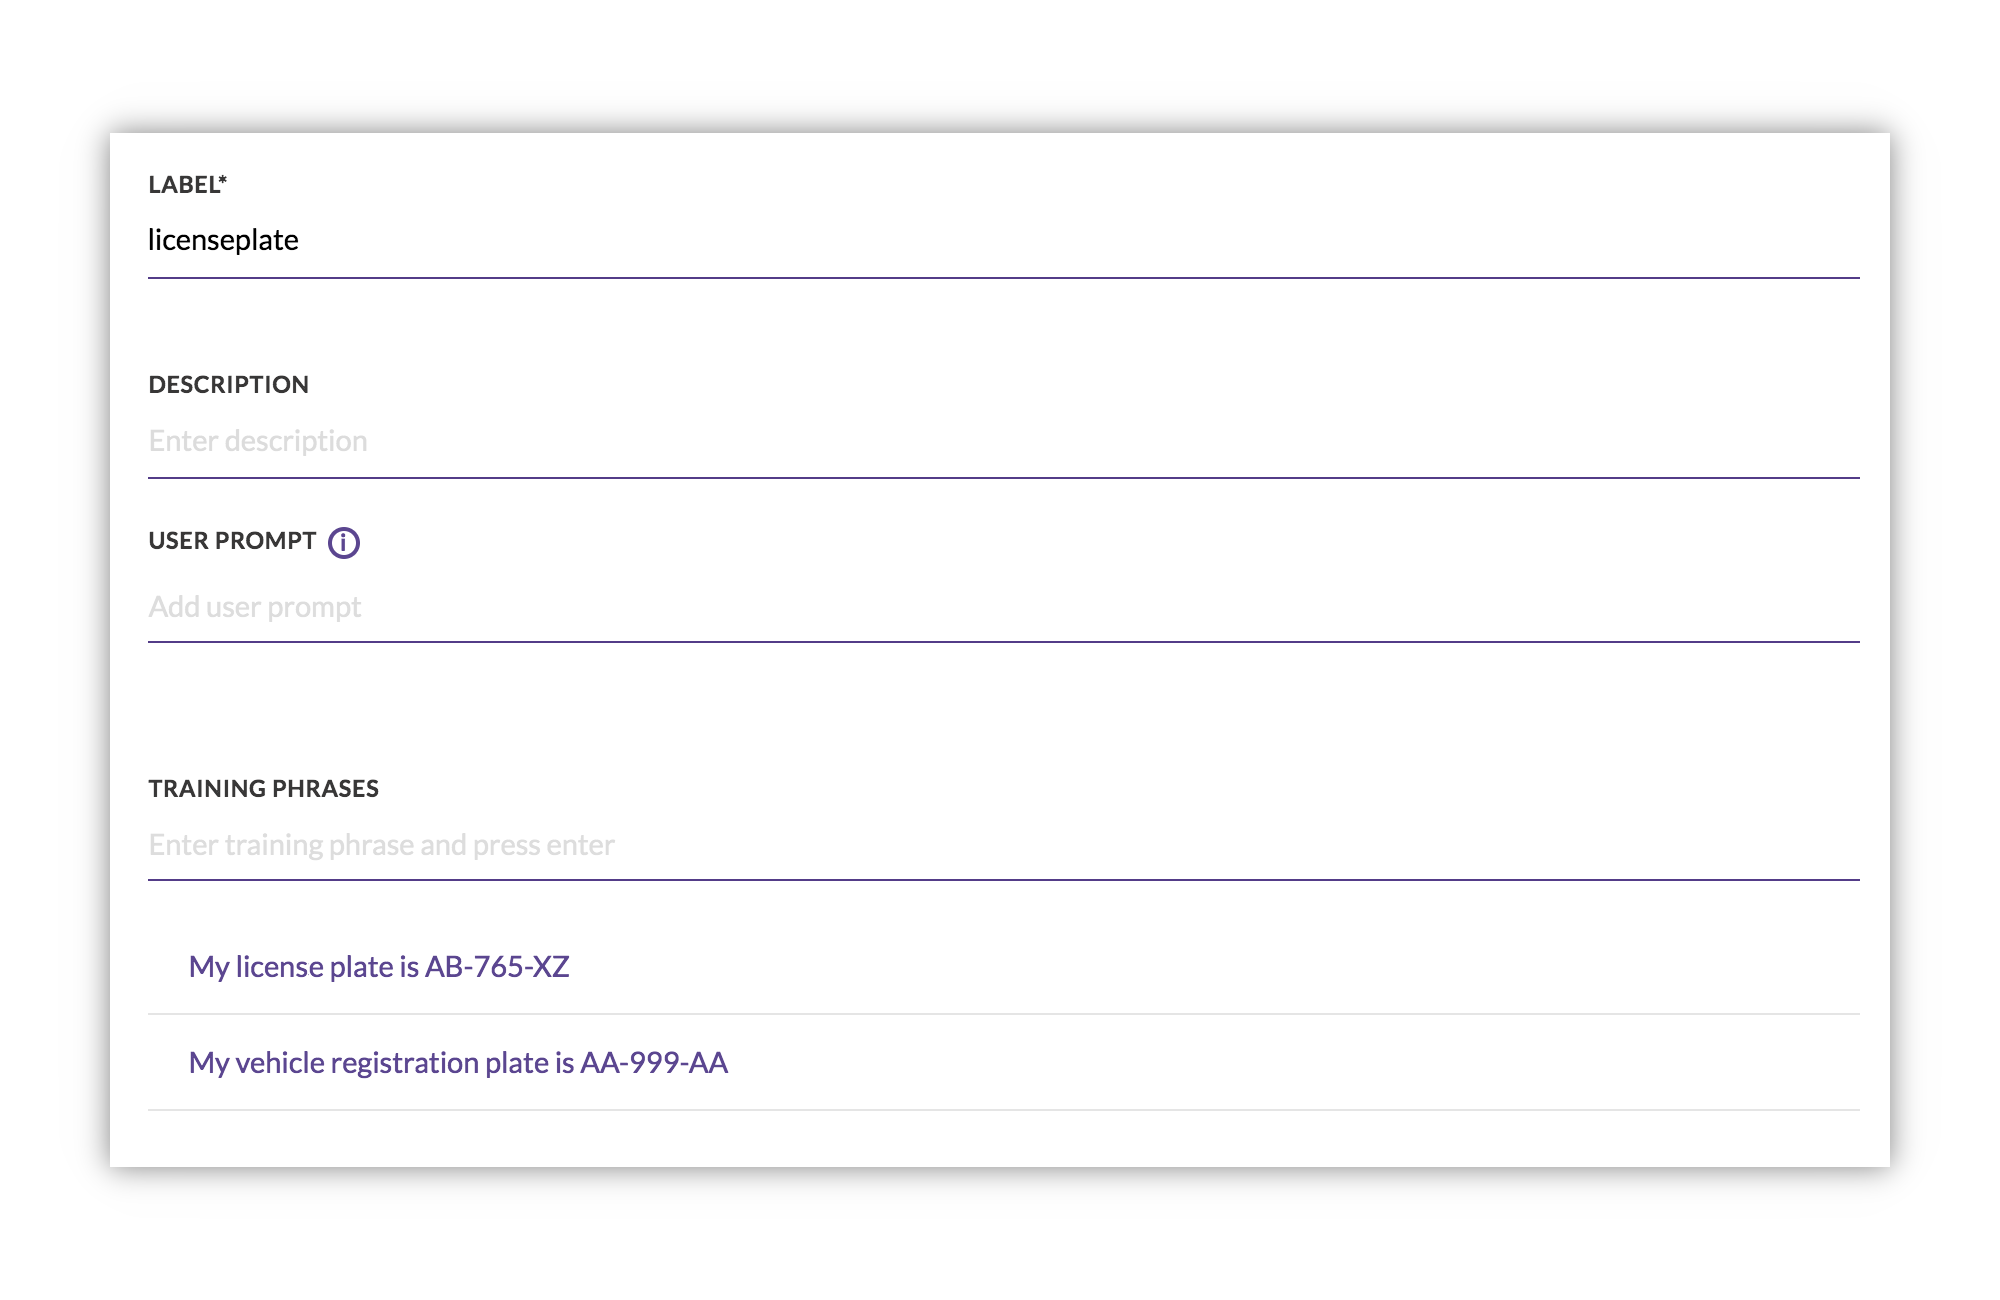 LABEL*
licenseplate
DESCRIPTION
Enter description
USER PROMPT
Add user prompt
TRAINING PHRASES
Enter training phrase and press enter
My license plate is AB-765-XZ
My vehicle registration plate is AA-999-AA